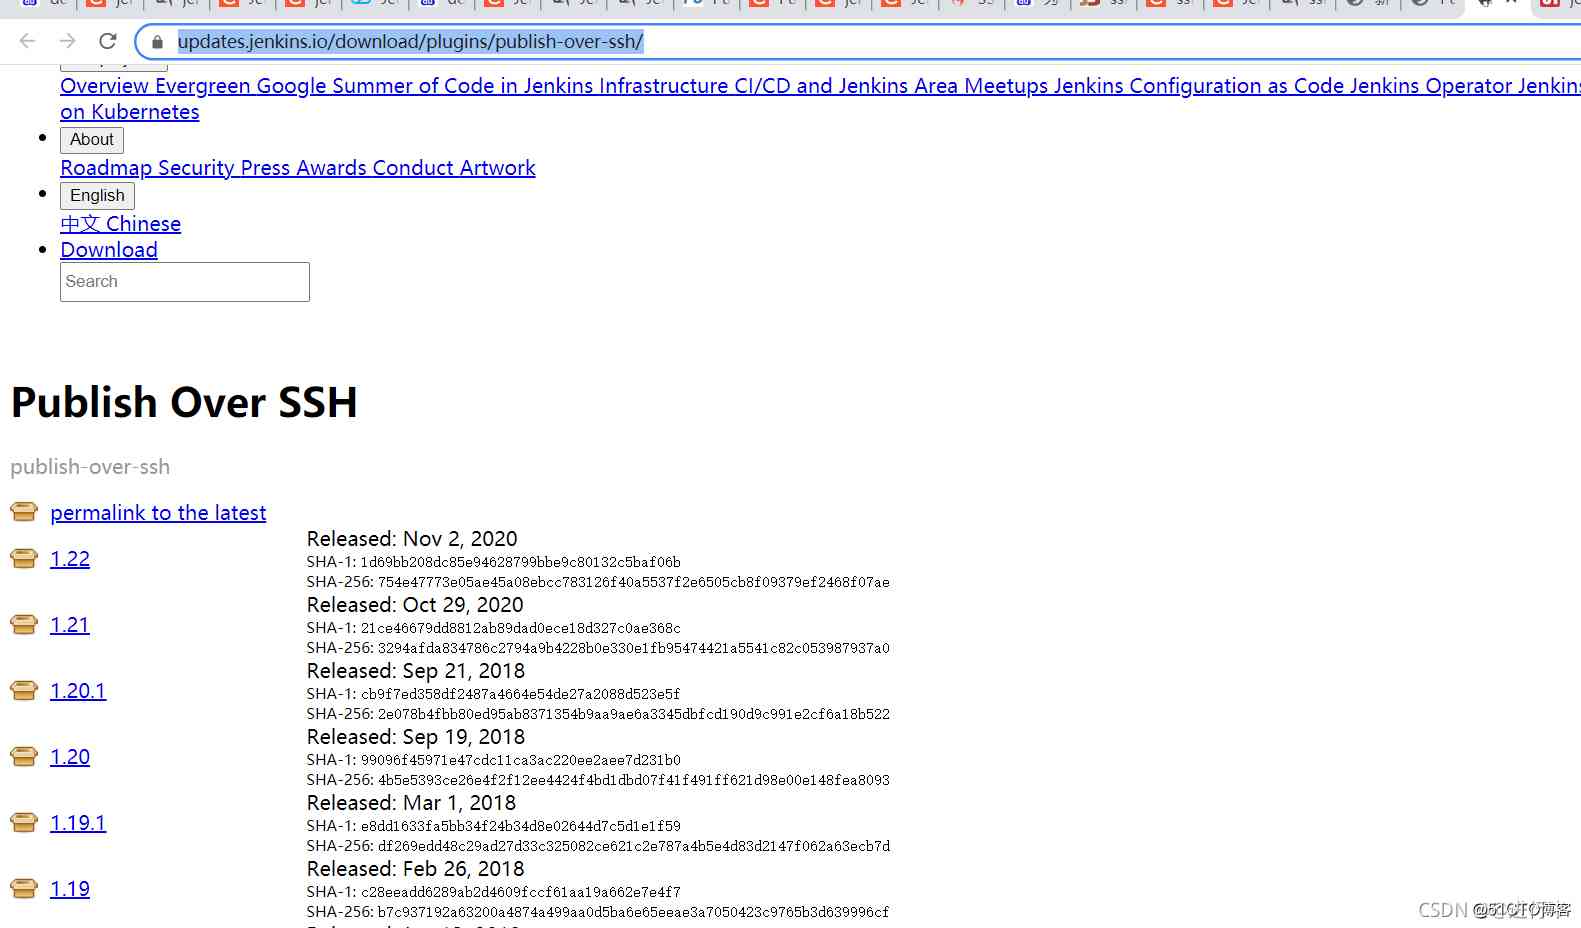 updates.jenkins.io/download/plugins/publish-over-ssh/
Overview Evergreen Google Summer of Code in Jenkins Infrastructure CI/CD and Jenkins Area Meetups Jenkins Configuration as Code Jenkins Operator Jenkins
on Kubernetes
About
Roadmap Security Press Awards Conduct Artwork
English
中文 Chinese
Download
Search
Publish Over SSH
publish-over-ssh
permalink to the latest
Released: Nov 2, 2020
1.22
SHA-1: 1d69bb208dc85e94628799bbe9c80132c5baf06b
SHA-256: 754e47773e05ae45a08ebcc783126f40a5537f2e6505cb8f09379ef2468f07ae
Released: Oct 29, 2020
1.21
SHA-1: 21ce46679dd8812ab89dad0ece18d327c0ae368c
SHA-256: 3294afda834786c2794a9b4228b0e330e1fb95474421a5541c82c053987937a0
Released: Sep 21, 2018
1.20.1
SHA-1: cb9f7ed358df2487a4664e54de27a2088d523e5f
SHA-256: 2e078b4fbb80ed95ab8371354b9aa9ae6a3345dbfcd190d9c991e2cf6a18b522
Released: Sep 19, 2018
1.20
SHA-1: 99096f45971e47cdc11ca3ac220ee2aee7d231b0
SHA-256: 4b5e5393ce26e4f2f12ee4424f4bd1dbd07f41f491ff621d98e00e148fea8093
Released: Mar 1, 2018
1.19.1
SHA-1: e8dd1633fa5bb34f24b34d8e02644d7c5d1e1f59
SHA-256: df269edd48c29ad27d33c325082ce621c2e787a4b5e4d83d2147f062a63ecb7d
Released: Feb 26, 2018
1.19
SHA-1: c28eeadd6289ab2d4609fccf61aa19a662e7e4f7
SHA-256: b7c937192a63200a4874a499aa0d5ba6e65eeae3a7050423c9765b3d639996cf
CSDN @51CTO博客